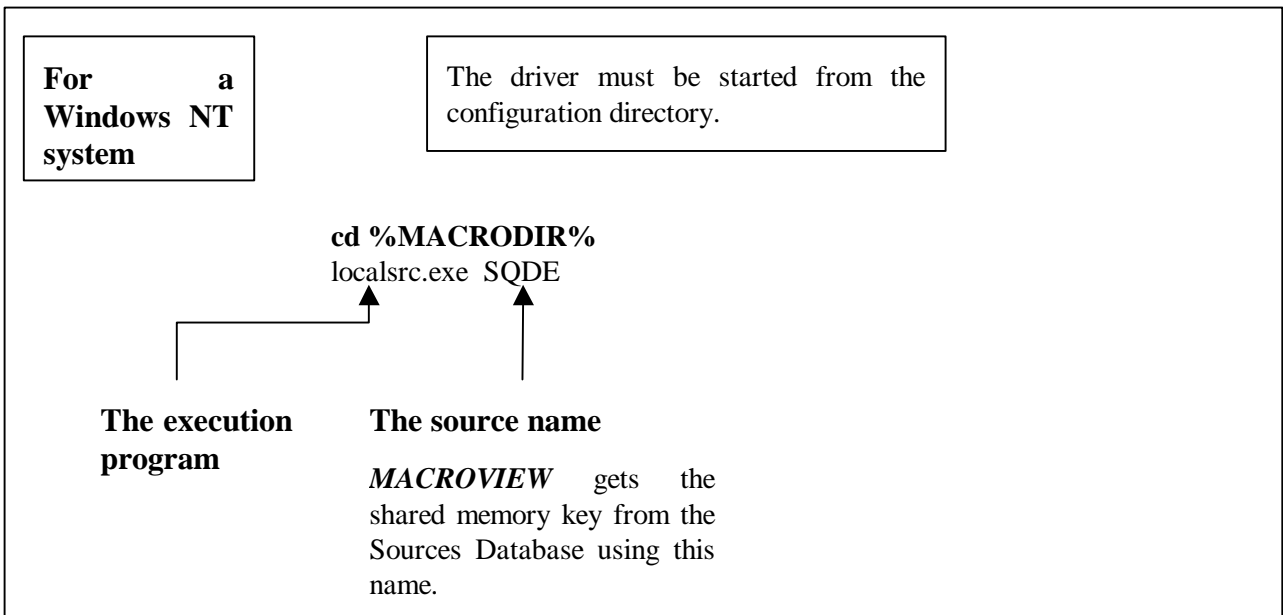 For a
Windows NT
system
The driver must be started from the
configuration directory.
cd %MACRODIR%
localsrc.exe SQDE
The execution
program
The source name
MACROVIEW gets the
shared memory key from the
Sources Database using this
name.